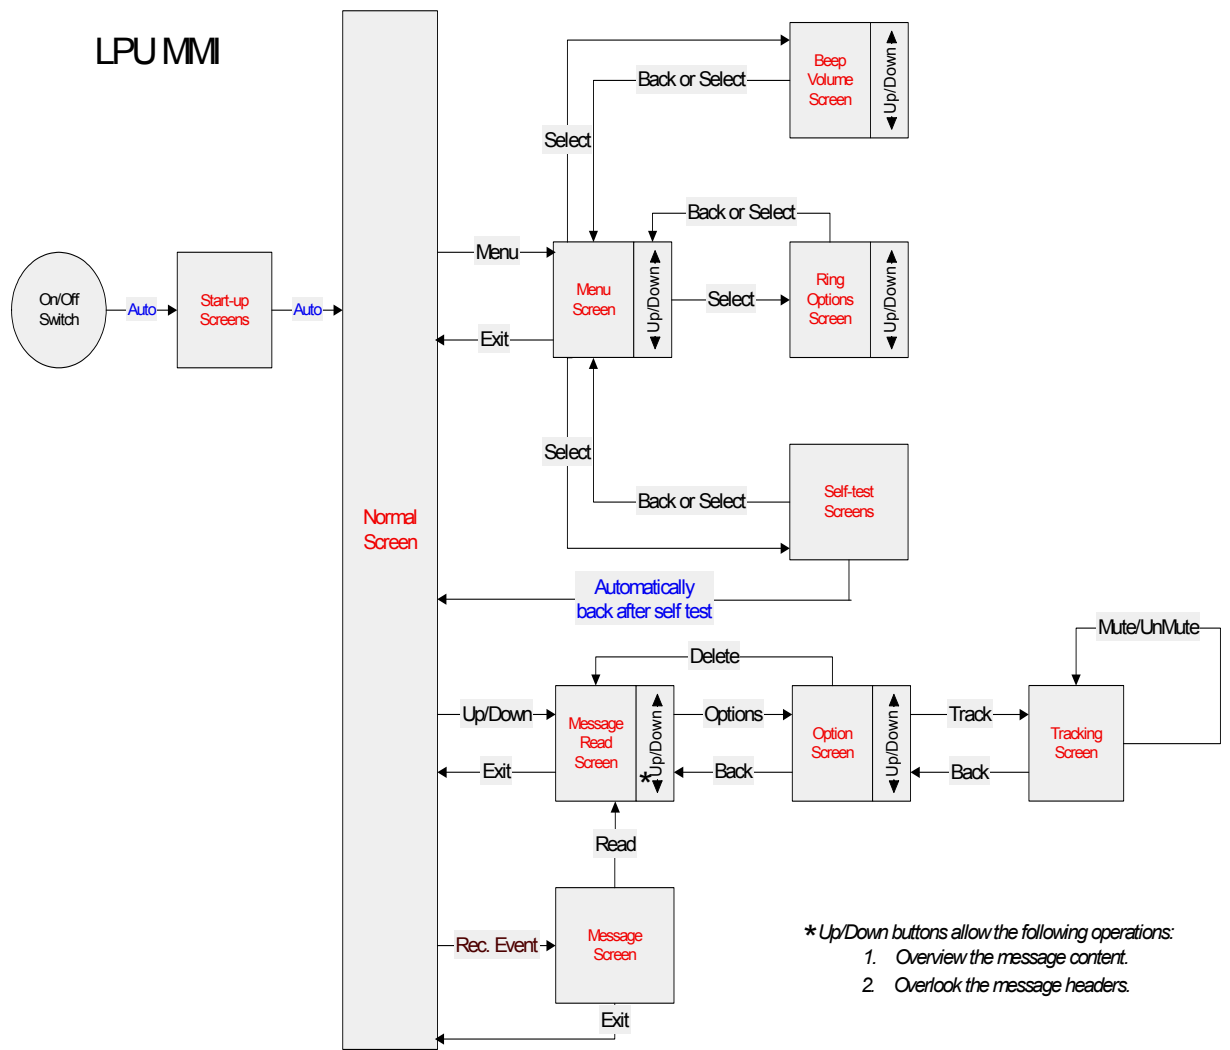 LPU MMI
Beep
Volume
Screen
Up/Down
Back or Select
Select
Back or Select
Menu
Menu
Screen
Up/Down
Select
Ring
Options
Screen
Up/Down
On/Off
Switch
Auto
Start-up
Screens
Auto
Exit
Select
Back or Select
Self-test
Screens
Normal
Screen
Automatically
back after self test
Mute/UnMute
Delete
Up/Down
Message
Read
Screen
*
Up/Down
Options
Option
Screen
Up/Down
Track
Tracking
Screen
Exit
Back
Back
Read
Rec. Event
Message
Screen
Exit
* Up/Down buttons allow the following operations:
1. Overview the message content.
2. Overlook the message headers.